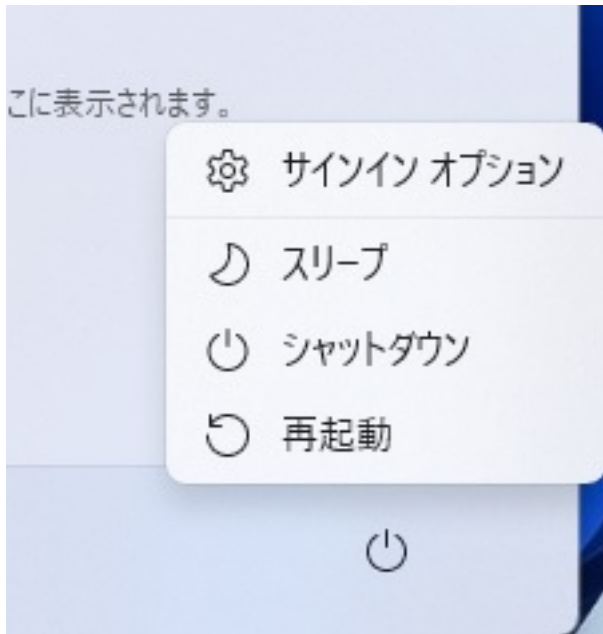 こに表示されます。
サインイン オプション
スリープ
シャットダウン
再起動